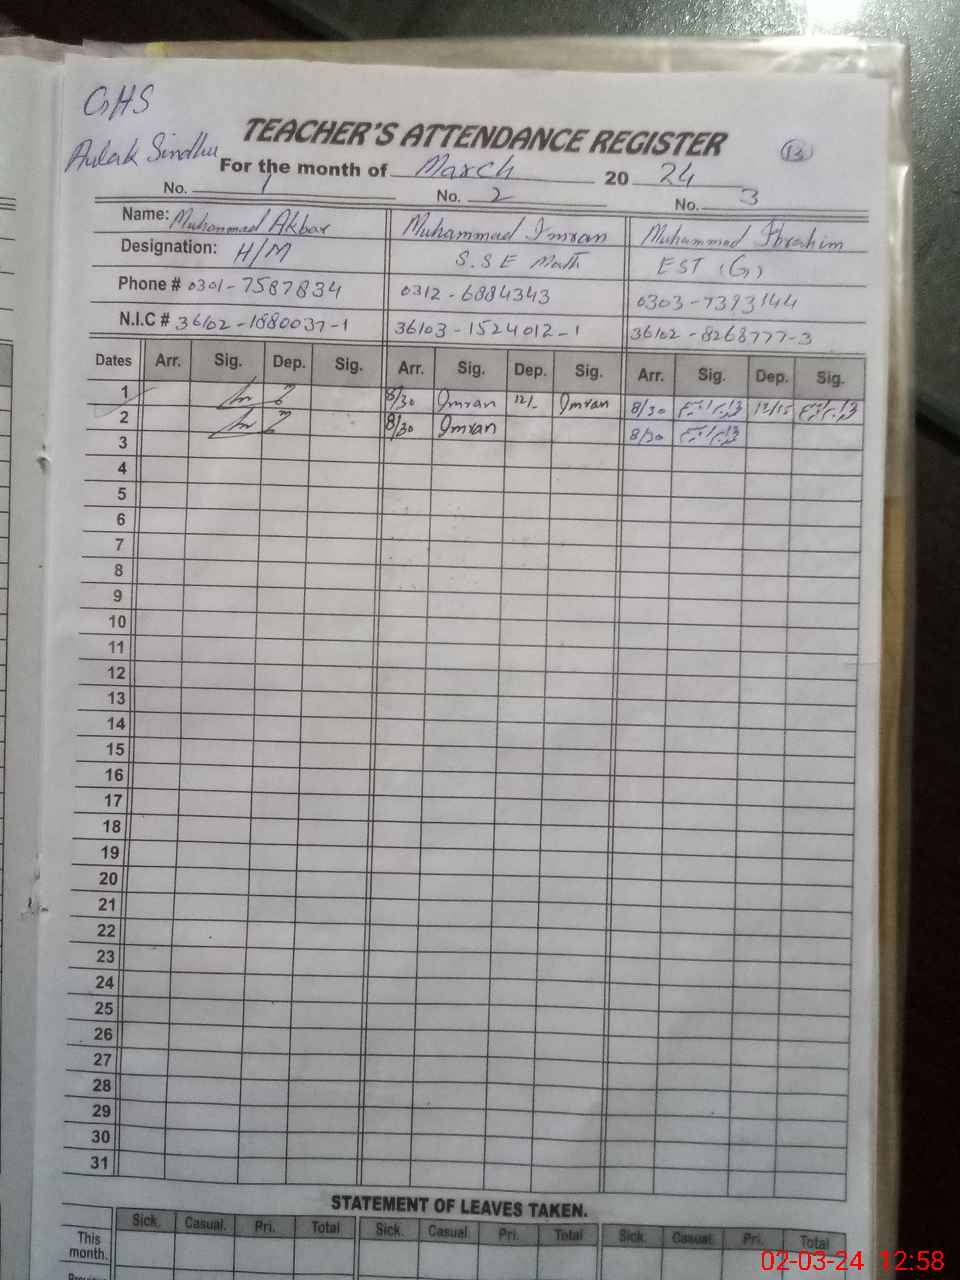 GHS
Aulak Sindhu
TEACHER'S ATTENDANCE REGISTER
13
For the month of March 2024
No. 1 No. 2 No. 3
Name: Muhammad Akbar Muhammad Imran Muhammad Ibrahim
Designation: H/M S.S.E Math EST (G)
Phone # 0301-7587834 0312-6884343 0303-7393144
N.I.C # 36102-1880037-1 36103-1524012-1 36102-8268777-3
Dates Arr. Sig. Dep. Sig. Arr. Sig. Dep. Sig. Arr. Sig. Dep. Sig.
1 8/30 Imran 12/- Imran 8/30 12/15
2 8/30 Imran 8/30
3
4
5
6
7
8
9
10
11
12
13
14
15
16
17
18
19
20
21
22
23
24
25
26
27
28
29
30
31
STATEMENT OF LEAVES TAKEN.
Sick. Casual. Pri. Total Sick. Casual. Pri. Total Sick. Casual. Pri. Total
This
month.
02-03-24 12:58